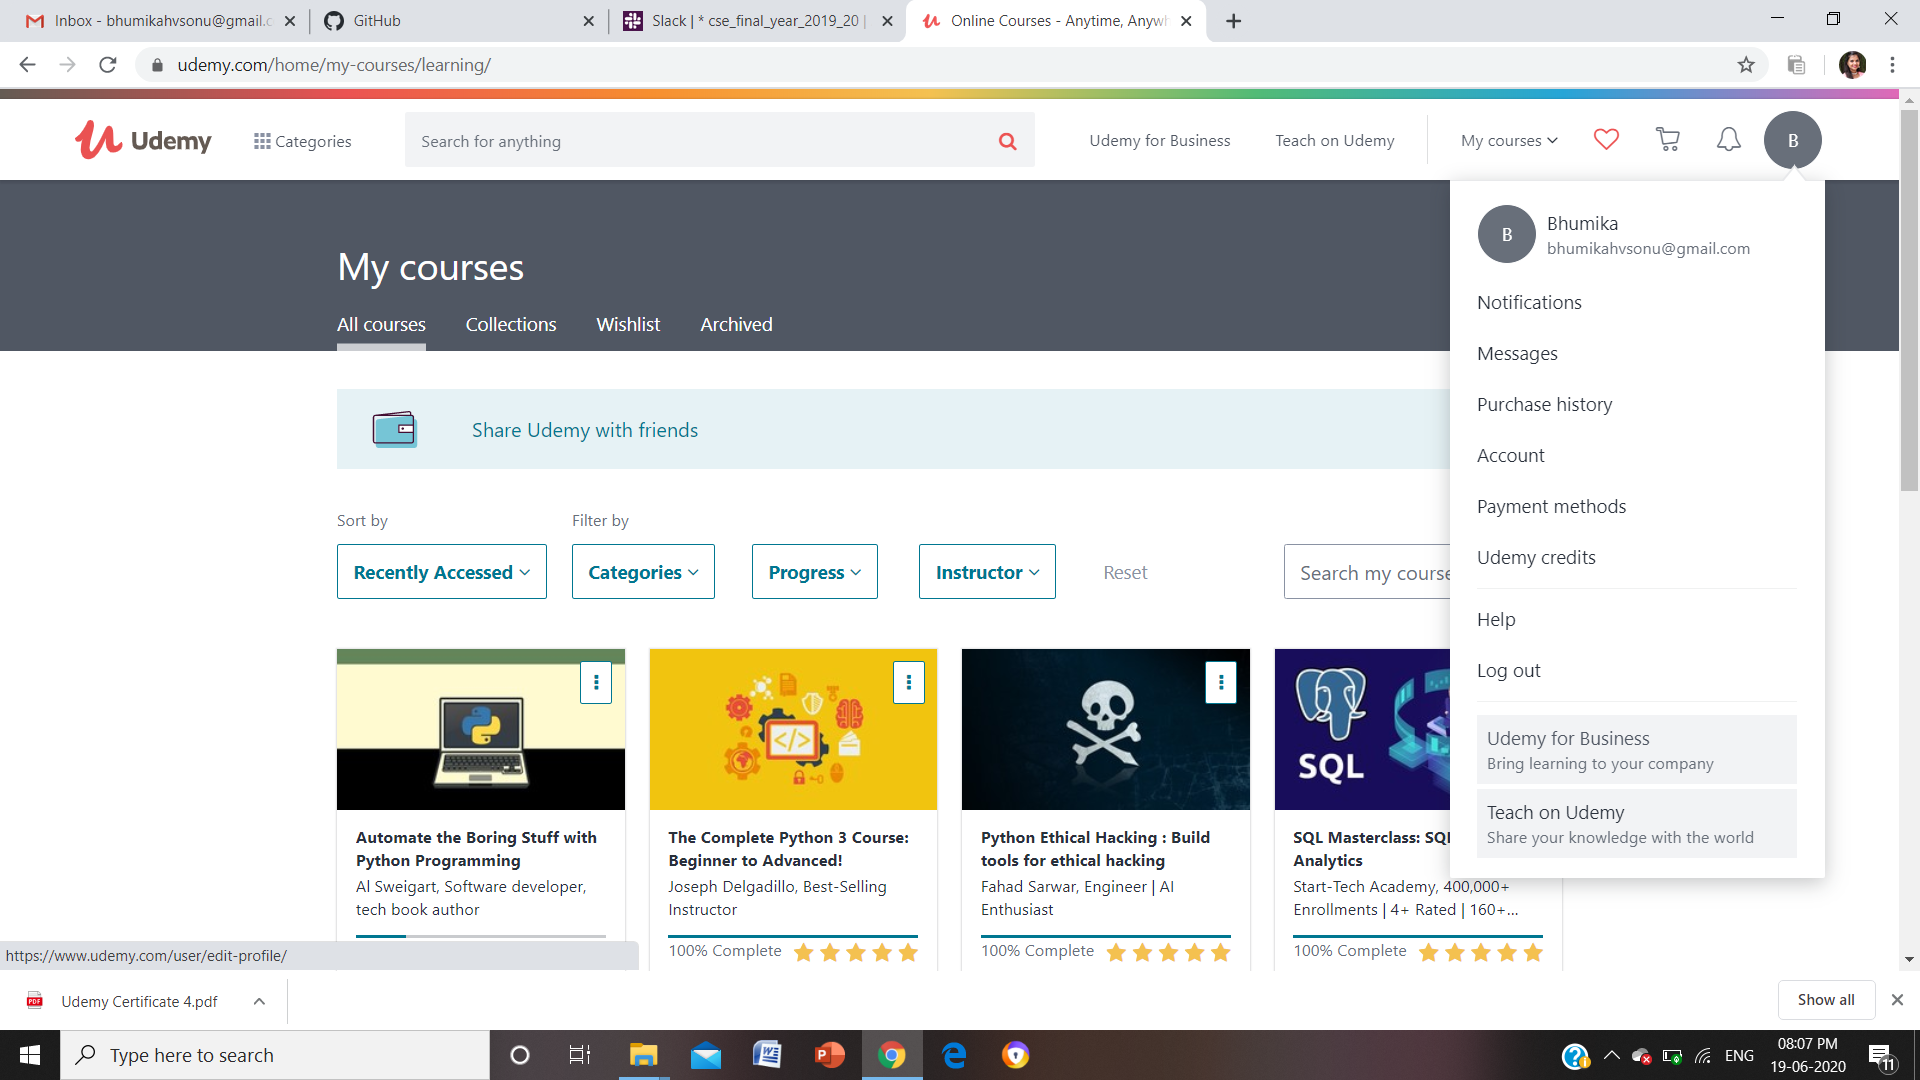 Inbox - bhumikahvsonu@gmail.c
GitHub
Slack | * cse_final_year_2019_20 |
Online Courses - Anytime, Anywh
udemy.com/home/my-courses/learning/
Udemy
Categories
Search for anything
Udemy for Business
Teach on Udemy
My courses
B
My courses
All courses
Collections
Wishlist
Archived
B
Bhumika
bhumikahvsonu@gmail.com
Notifications
Messages
Purchase history
Account
Payment methods
Udemy credits
Help
Log out
Udemy for Business
Bring learning to your company
Teach on Udemy
Share your knowledge with the world
Share Udemy with friends
Sort by
Filter by
Recently Accessed
Categories
Progress
Instructor
Reset
Search my course
</>
SQL
Automate the Boring Stuff with
Python Programming
Al Sweigart, Software developer,
tech book author
The Complete Python 3 Course:
Beginner to Advanced!
Joseph Delgadillo, Best-Selling
Instructor
100% Complete
Python Ethical Hacking : Build
tools for ethical hacking
Fahad Sarwar, Engineer | AI
Enthusiast
100% Complete
SQL Masterclass: SQL
Analytics
Start-Tech Academy, 400,000+
Enrollments | 4+ Rated | 160+...
100% Complete
https://www.udemy.com/user/edit-profile/
PDF
Udemy Certificate 4.pdf
Show all
Type here to search
ENG
08:07 PM
19-06-2020
11